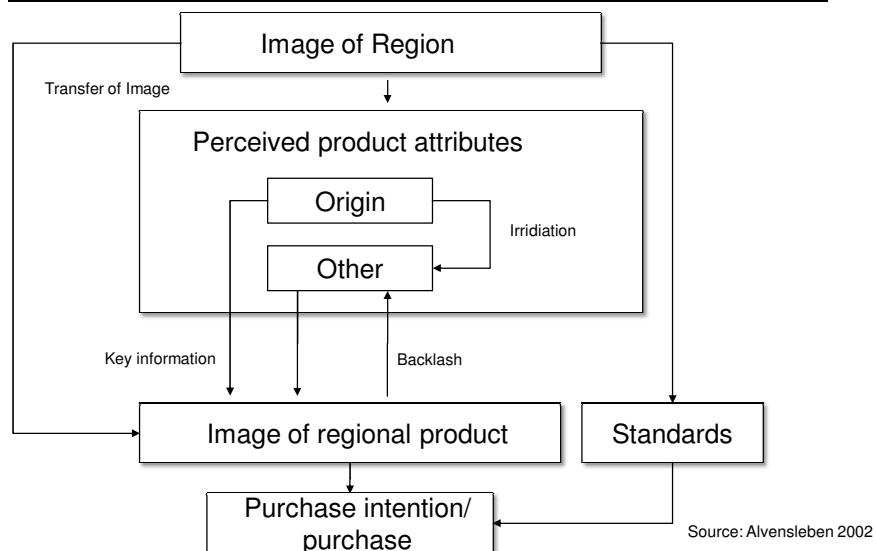 Image of Region
Transfer of Image
Perceived product attributes
Origin
Irridiation
Other
Key information
Backlash
Image of regional product
Standards
Purchase intention/
purchase
Source: Alvensleben 2002